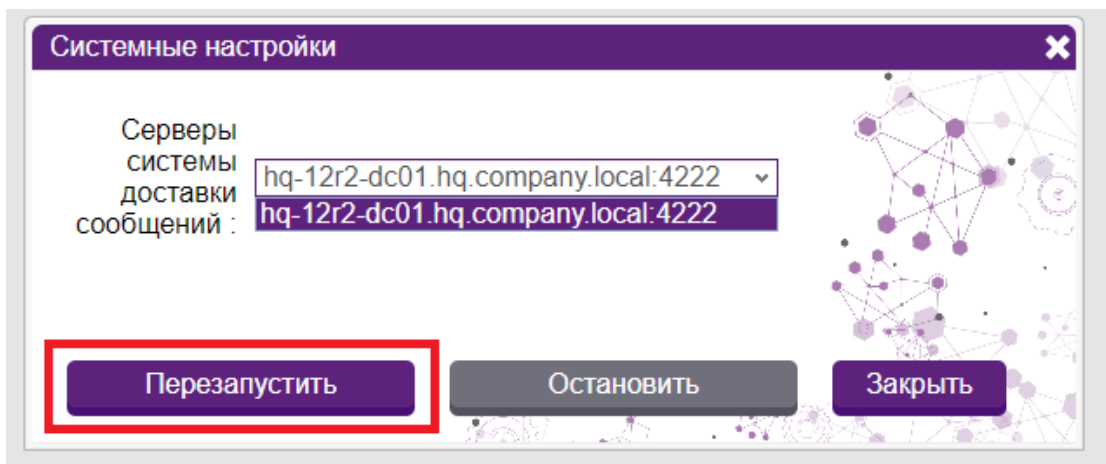 Системные настройки
Серверы
системы
доставки
сообщений :
hq-12r2-dc01.hq.company.local:4222
hq-12r2-dc01.hq.company.local:4222
Перезапустить
Остановить
Закрыть